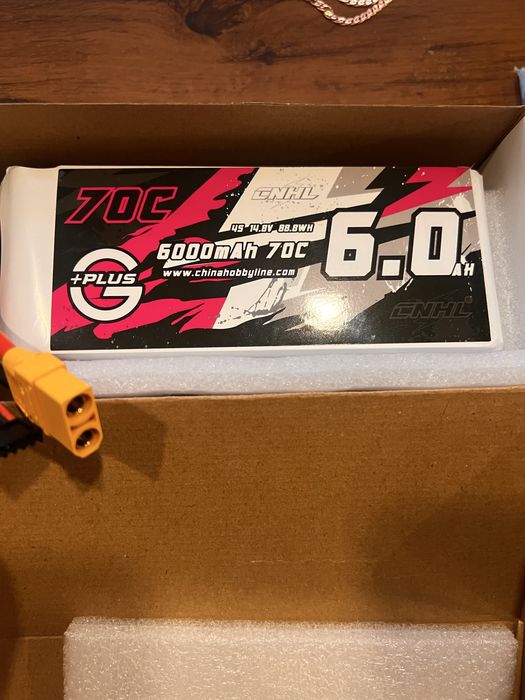 70C
CNHL
4S 14.8V 88.8WH
6000mAh 70C
www.chinahobbyline.com
+PLUS
G
6.0AH
CNHL